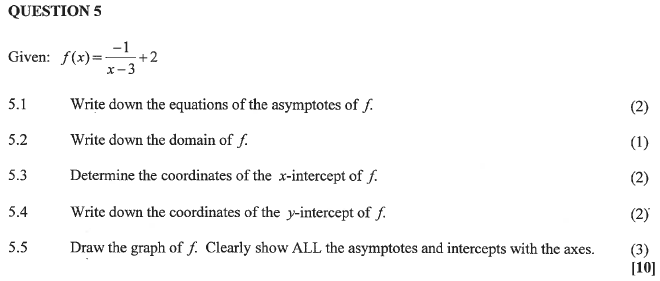 QUESTION 5
Given: f(x) = \frac{-1}{x-3} + 2
5.1 Write down the equations of the asymptotes of f. (2)
5.2 Write down the domain of f. (1)
5.3 Determine the coordinates of the x-intercept of f. (2)
5.4 Write down the coordinates of the y-intercept of f. (2)
5.5 Draw the graph of f. Clearly show ALL the asymptotes and intercepts with the axes. (3)
[10]